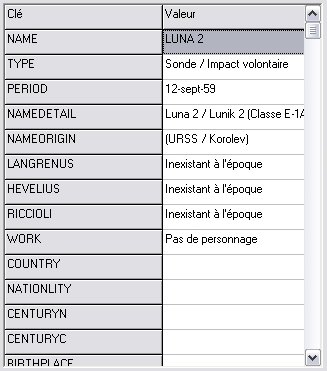 Clé Valeur
NAME LUNA 2
TYPE Sonde / Impact volontaire
PERIOD 12-sept-59
NAMEDETAIL Luna 2 / Lunik 2 (Classe E-1A
NAMEORIGIN (URSS / Korolev)
LANGRENUS Inexistant à l'époque
HEVELIUS Inexistant à l'époque
RICCIOLI Inexistant à l'époque
WORK Pas de personnage
COUNTRY
NATIONLITY
CENTURYN
CENTURYC
BIRTHPLACE